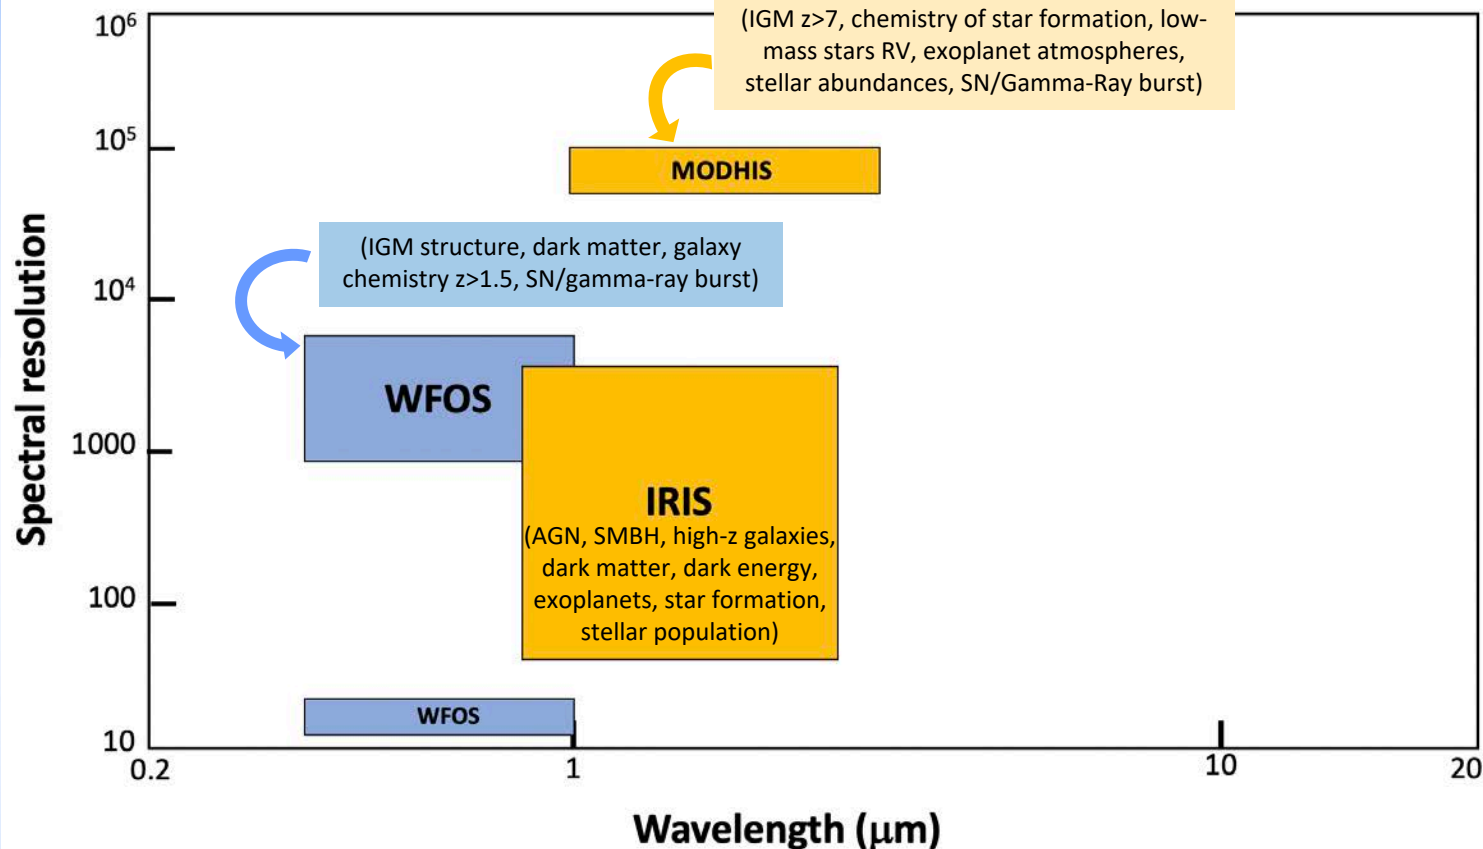 (IGM z>7, chemistry of star formation, low-
mass stars RV, exoplanet atmospheres,
stellar abundances, SN/Gamma-Ray burst)
10⁶
10⁵
MODHIS
(IGM structure, dark matter, galaxy
chemistry z>1.5, SN/gamma-ray burst)
10⁴
WFOS
1000
IRIS
(AGN, SMBH, high-z galaxies,
dark matter, dark energy,
exoplanets, star formation,
stellar population)
100
WFOS
10
Spectral resolution
0.2
1
10
20
Wavelength (μm)